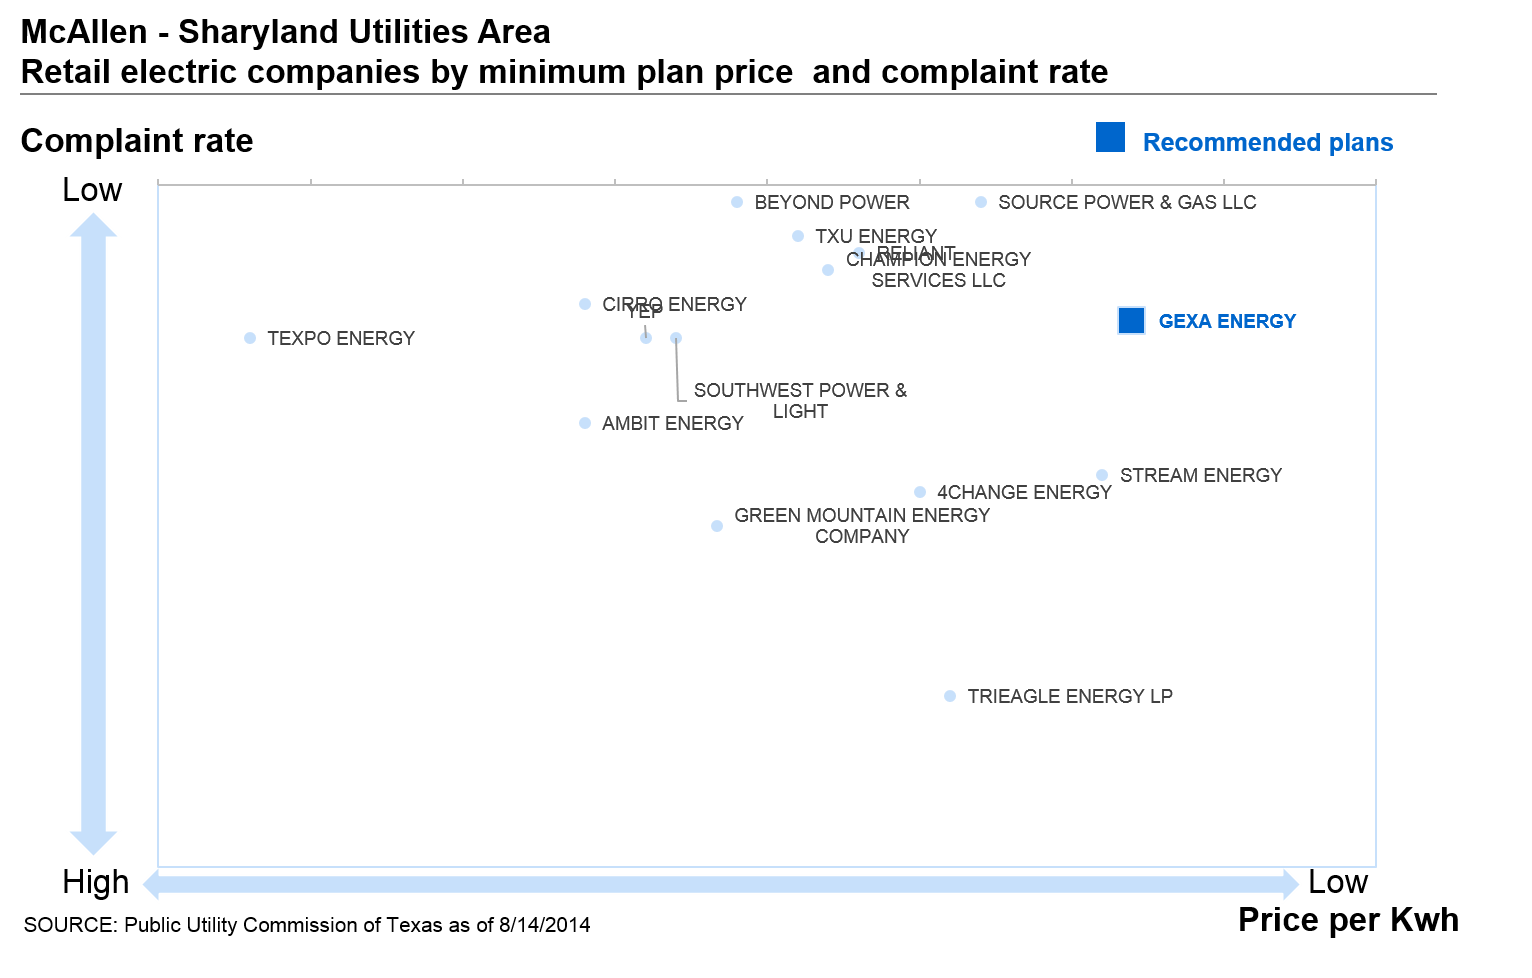 McAllen - Sharyland Utilities Area
Retail electric companies by minimum plan price  and complaint rate
Complaint rate
Recommended plans
Low
BEYOND POWER
SOURCE POWER & GAS LLC
TXU ENERGY
RELIANT
CHAMPION ENERGY
SERVICES LLC
CIRRO ENERGY
YEP
GEXA ENERGY
TEXPO ENERGY
SOUTHWEST POWER &
LIGHT
AMBIT ENERGY
STREAM ENERGY
4CHANGE ENERGY
GREEN MOUNTAIN ENERGY
COMPANY
TRIEAGLE ENERGY LP
High
Low
Price per Kwh
SOURCE: Public Utility Commission of Texas as of 8/14/2014